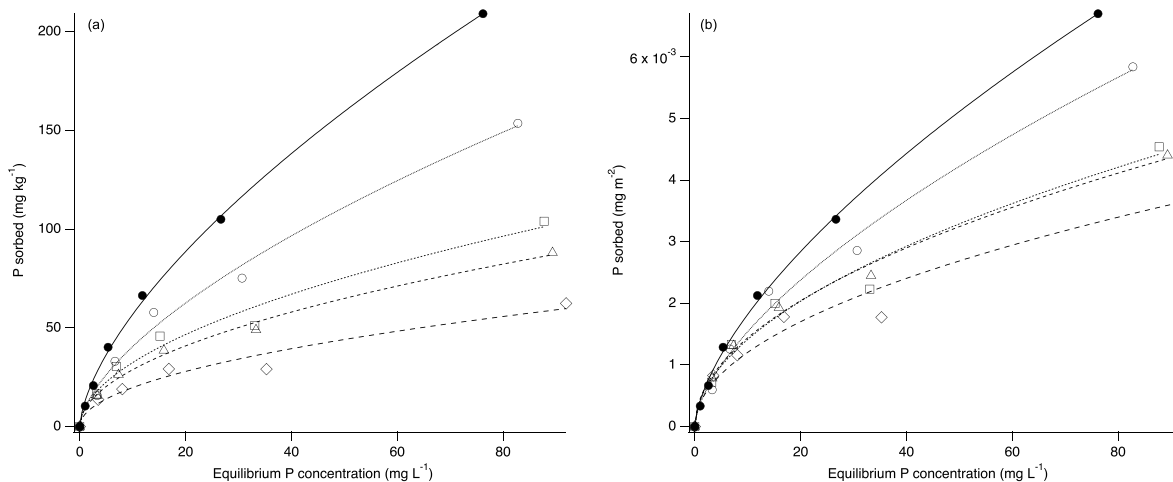 (a)
200
150
100
50
0
P sorbed (mg kg⁻¹)
0 20 40 60 80
Equilibrium P concentration (mg L⁻¹)
(b)
6 x 10⁻³
5
4
3
2
1
0
P sorbed (mg m⁻²)
0 20 40 60 80
Equilibrium P concentration (mg L⁻¹)